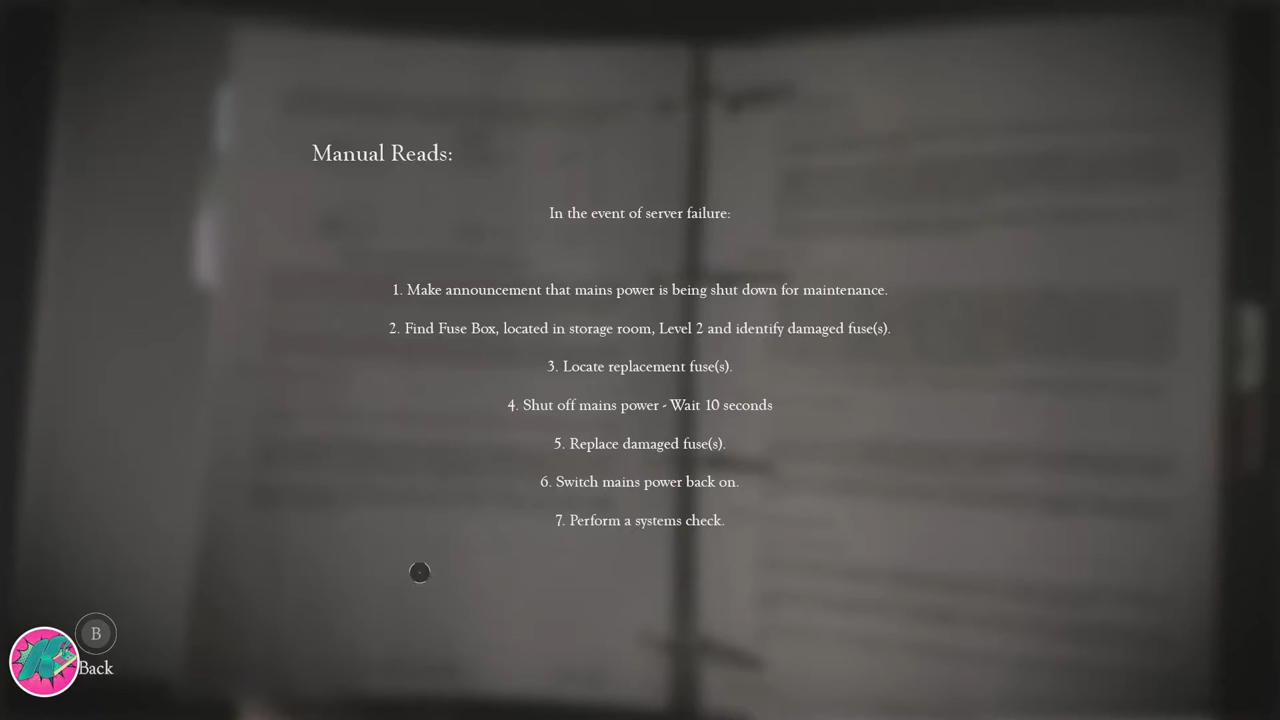 Manual Reads:
In the event of server failure:
1. Make announcement that mains power is being shut down for maintenance.
2. Find Fuse Box, located in storage room, Level 2 and identify damaged fuse(s).
3. Locate replacement fuse(s).
4. Shut off mains power - Wait 10 seconds
5. Replace damaged fuse(s).
6. Switch mains power back on.
7. Perform a systems check.
B
Back